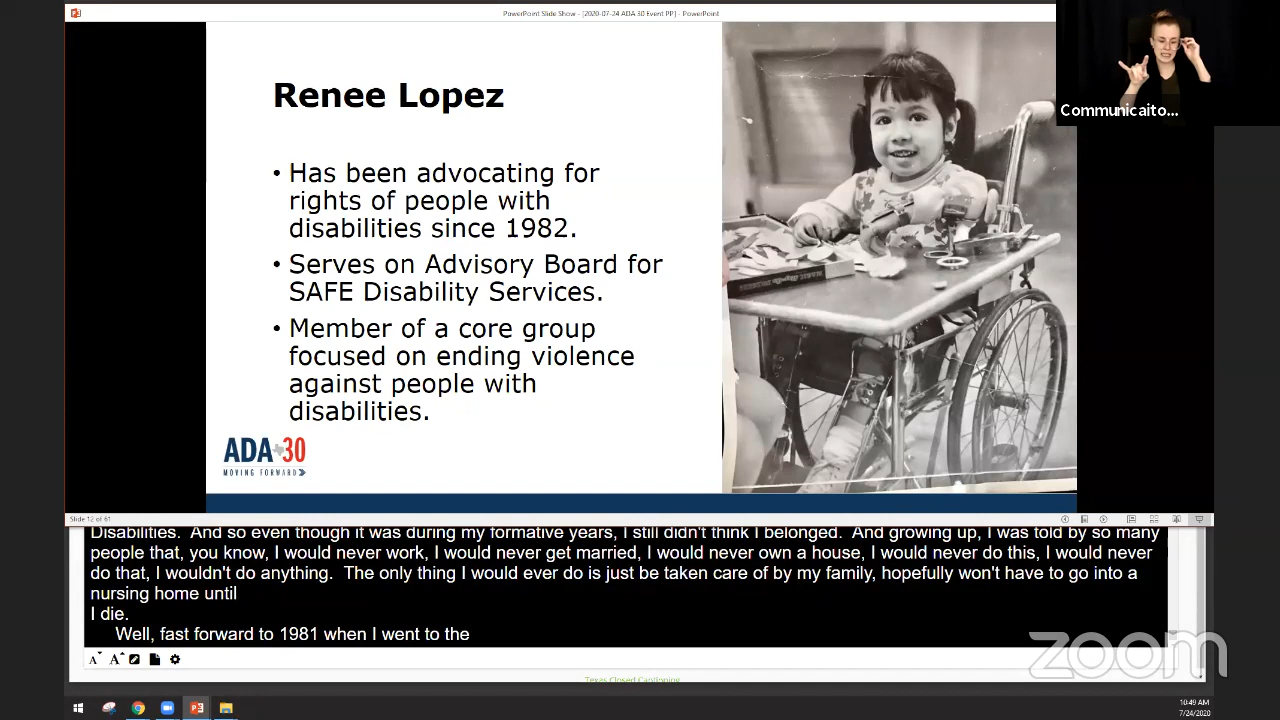 PowerPoint Slide Show - [2020-07-24 ADA 30 Event PP] - PowerPoint
Communicaito...
Renee Lopez
• Has been advocating for
rights of people with
disabilities since 1982.
• Serves on Advisory Board for
SAFE Disability Services.
• Member of a core group
focused on ending violence
against people with
disabilities.
ADA 30
MOVING FORWARD
Slide 12 of 61
Disabilities. And so even though it was during my formative years, I still didn't think I belonged. And growing up, I was told by so many
people that, you know, I would never work, I would never get married, I would never own a house, I would never do this, I would never
do that, I wouldn't do anything. The only thing I would ever do is just be taken care of by my family, hopefully won't have to go into a
nursing home until
I die.
Well, fast forward to 1981 when I went to the
zoom
A A
Texas Closed Captioning
10:49 AM
7/24/2020